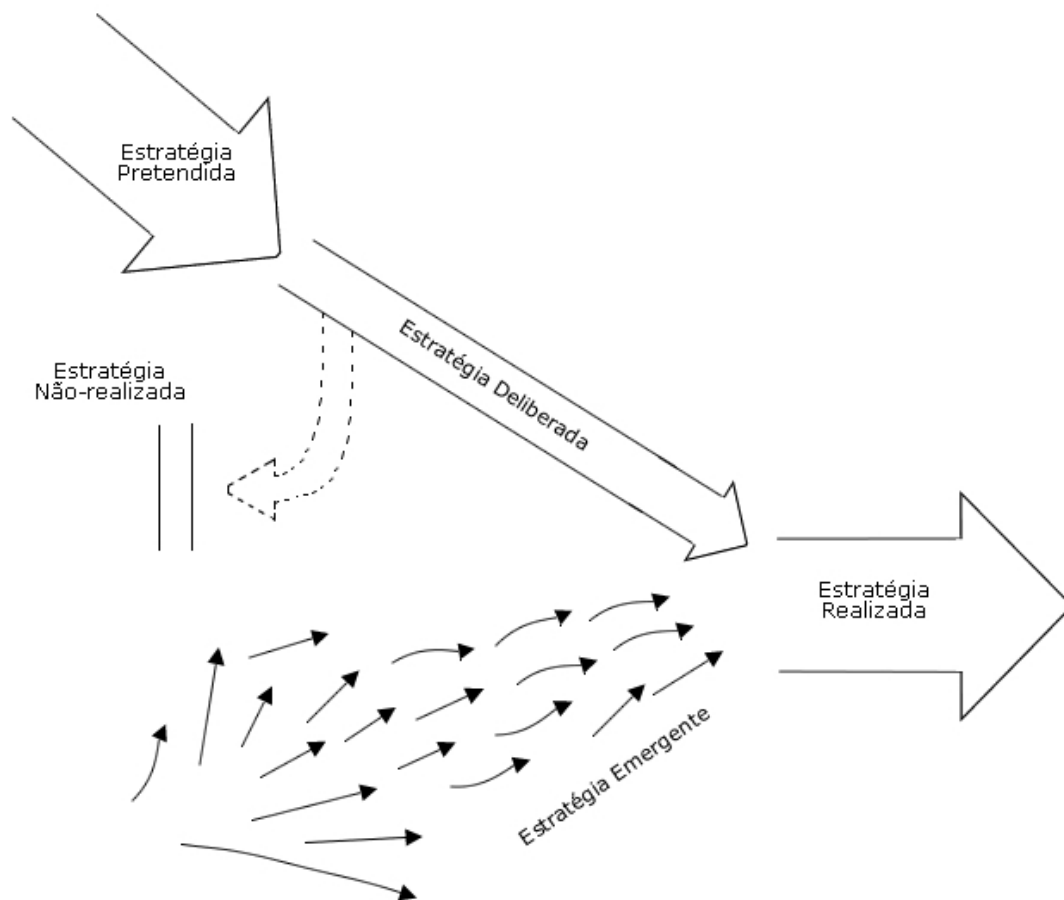 Estratégia
Pretendida
Estratégia Deliberada
Estratégia
Não-realizada
Estratégia
Realizada
Estratégia Emergente